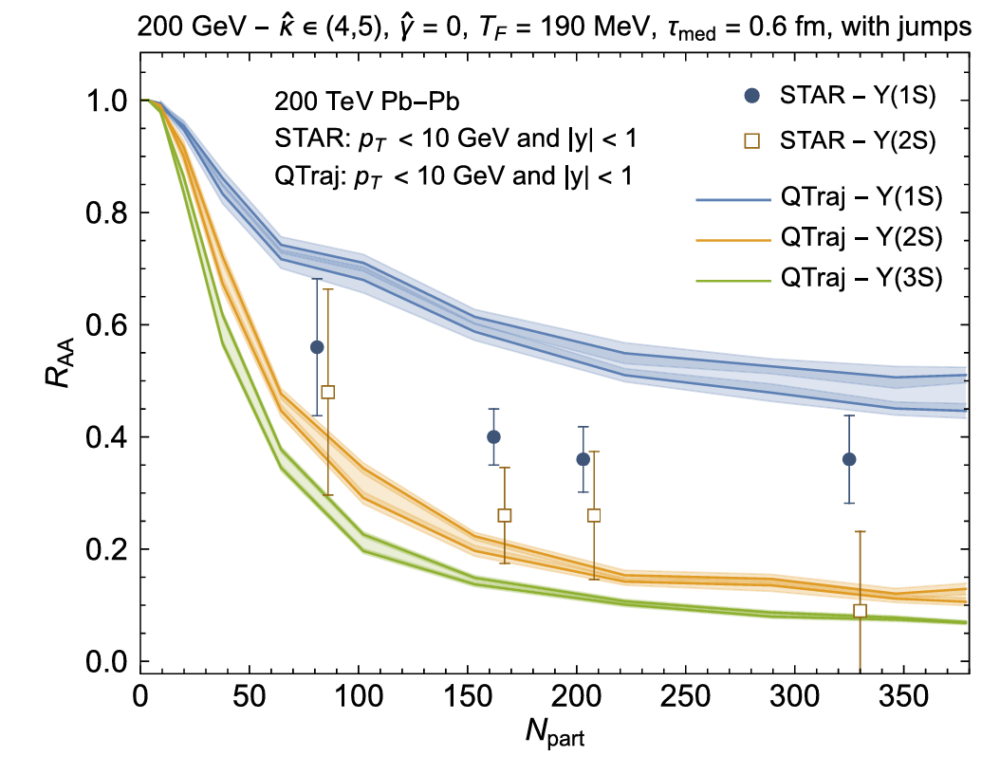 200 GeV – κ̂ ∈ (4,5), γ̂ = 0, T_F = 190 MeV, τ_med = 0.6 fm, with jumps
200 TeV Pb–Pb
STAR: p_T < 10 GeV and |y| < 1
QTraj: p_T < 10 GeV and |y| < 1
STAR – Υ(1S)
STAR – Υ(2S)
QTraj – Υ(1S)
QTraj – Υ(2S)
QTraj – Υ(3S)
R_AA
1.0
0.8
0.6
0.4
0.2
0.0
0 50 100 150 200 250 300 350
N_part